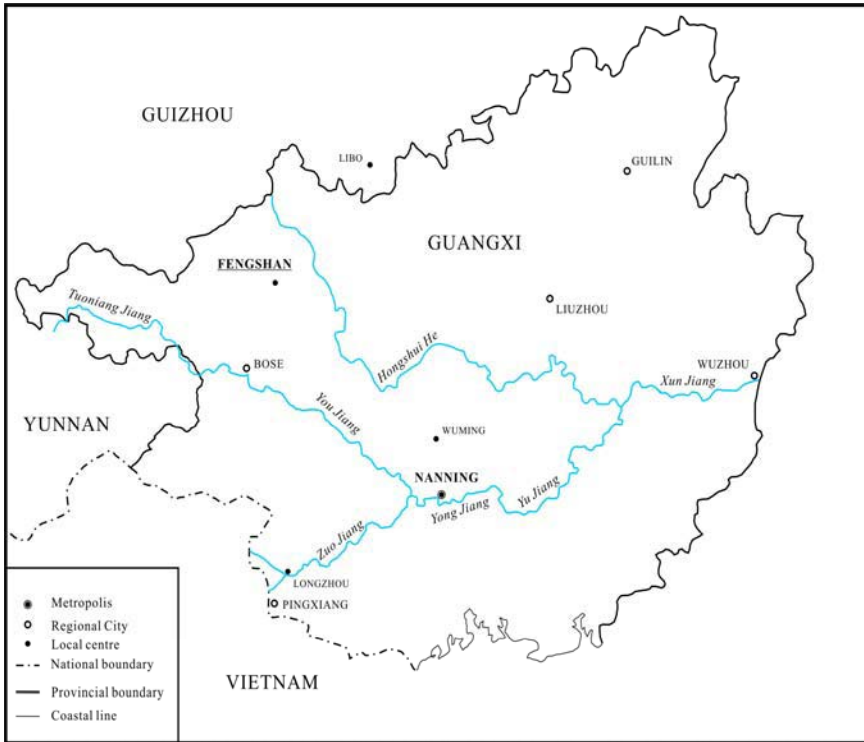 GUIZHOU
LIBO
GUILIN
GUANGXI
FENGSHAN
Tuoniang Jiang
LIUZHOU
Hongshui He
BOSE
WUZHOU
Xun Jiang
You Jiang
YUNNAN
WUMING
NANNING
Yong Jiang
Yu Jiang
Zuo Jiang
LONGZHOU
PINGXIANG
VIETNAM
Metropolis
Regional City
Local centre
National boundary
Provincial boundary
Coastal line